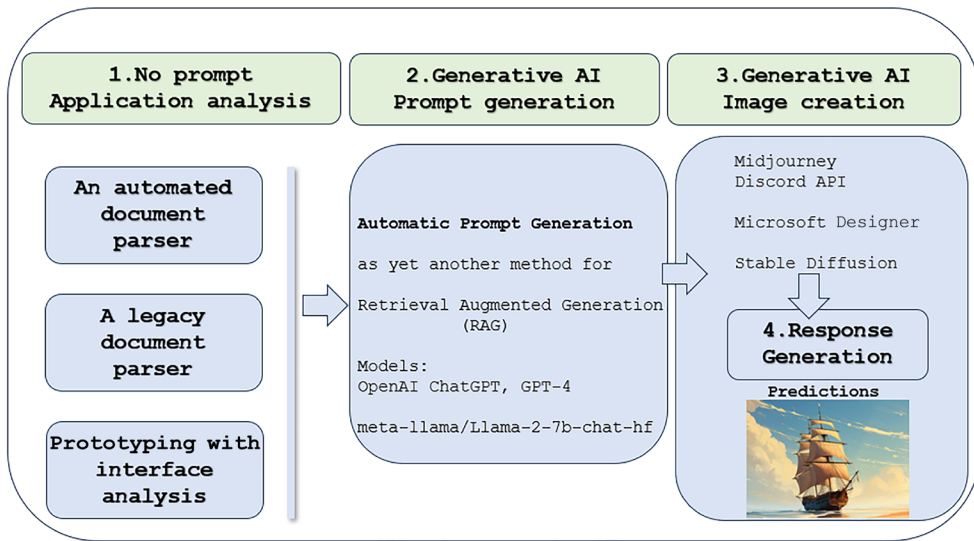 1.No prompt
Application analysis
2.Generative AI
Prompt generation
3.Generative AI
Image creation
An automated
document
parser
A legacy
document
parser
Prototyping with
interface
analysis
Automatic Prompt Generation
as yet another method for
Retrieval Augmented Generation
(RAG)
Models:
OpenAI ChatGPT, GPT-4
meta-llama/Llama-2-7b-chat-hf
Midjourney
Discord API
Microsoft Designer
Stable Diffusion
4.Response
Generation
Predictions